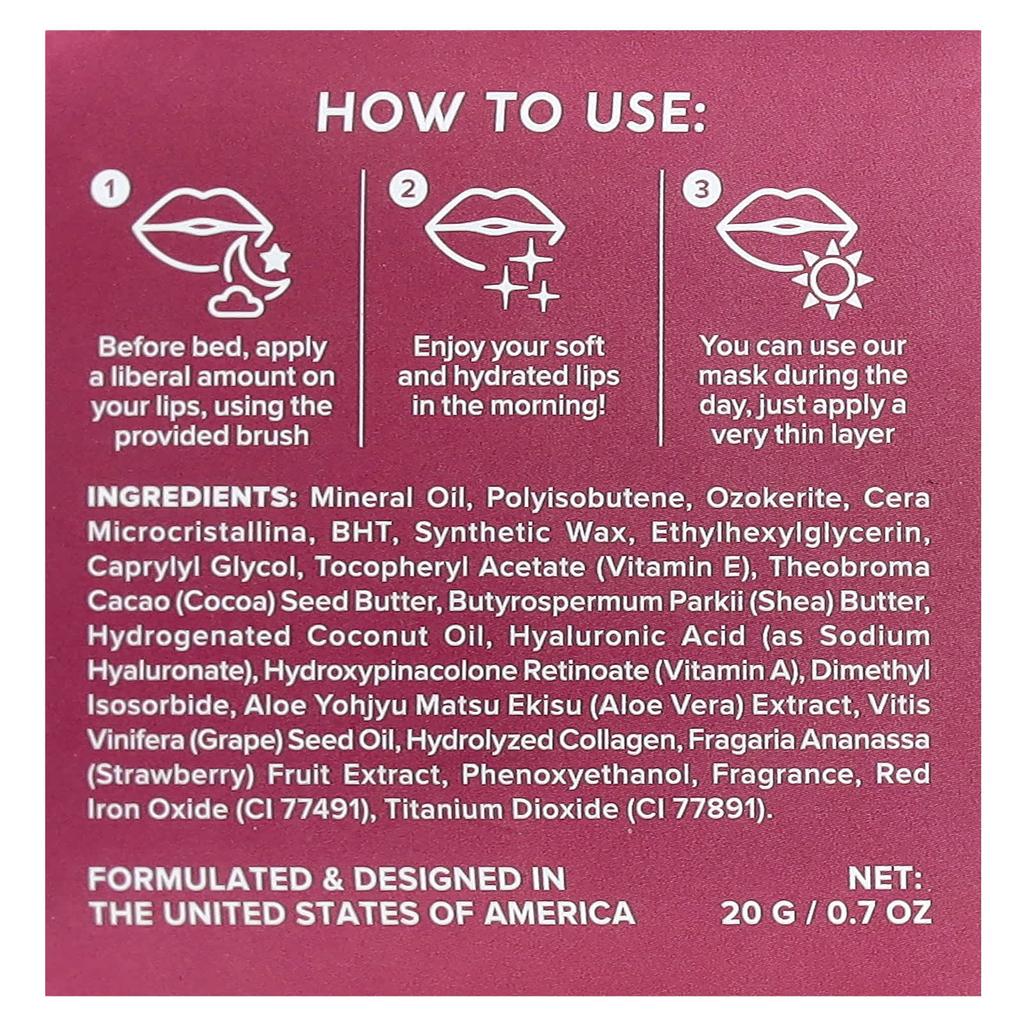 HOW TO USE:
1
Before bed, apply
a liberal amount on
your lips, using the
provided brush
2
Enjoy your soft
and hydrated lips
in the morning!
3
You can use our
mask during the
day, just apply a
very thin layer
INGREDIENTS: Mineral Oil, Polyisobutene, Ozokerite, Cera
Microcristallina, BHT, Synthetic Wax, Ethylhexylglycerin,
Caprylyl Glycol, Tocopheryl Acetate (Vitamin E), Theobroma
Cacao (Cocoa) Seed Butter, Butyrospermum Parkii (Shea) Butter,
Hydrogenated Coconut Oil, Hyaluronic Acid (as Sodium
Hyaluronate), Hydroxypinacolone Retinoate (Vitamin A), Dimethyl
Isosorbide, Aloe Yohjyu Matsu Ekisu (Aloe Vera) Extract, Vitis
Vinifera (Grape) Seed Oil, Hydrolyzed Collagen, Fragaria Ananassa
(Strawberry) Fruit Extract, Phenoxyethanol, Fragrance, Red
Iron Oxide (CI 77491), Titanium Dioxide (CI 77891).
FORMULATED & DESIGNED IN
THE UNITED STATES OF AMERICA
NET:
20 G / 0.7 OZ